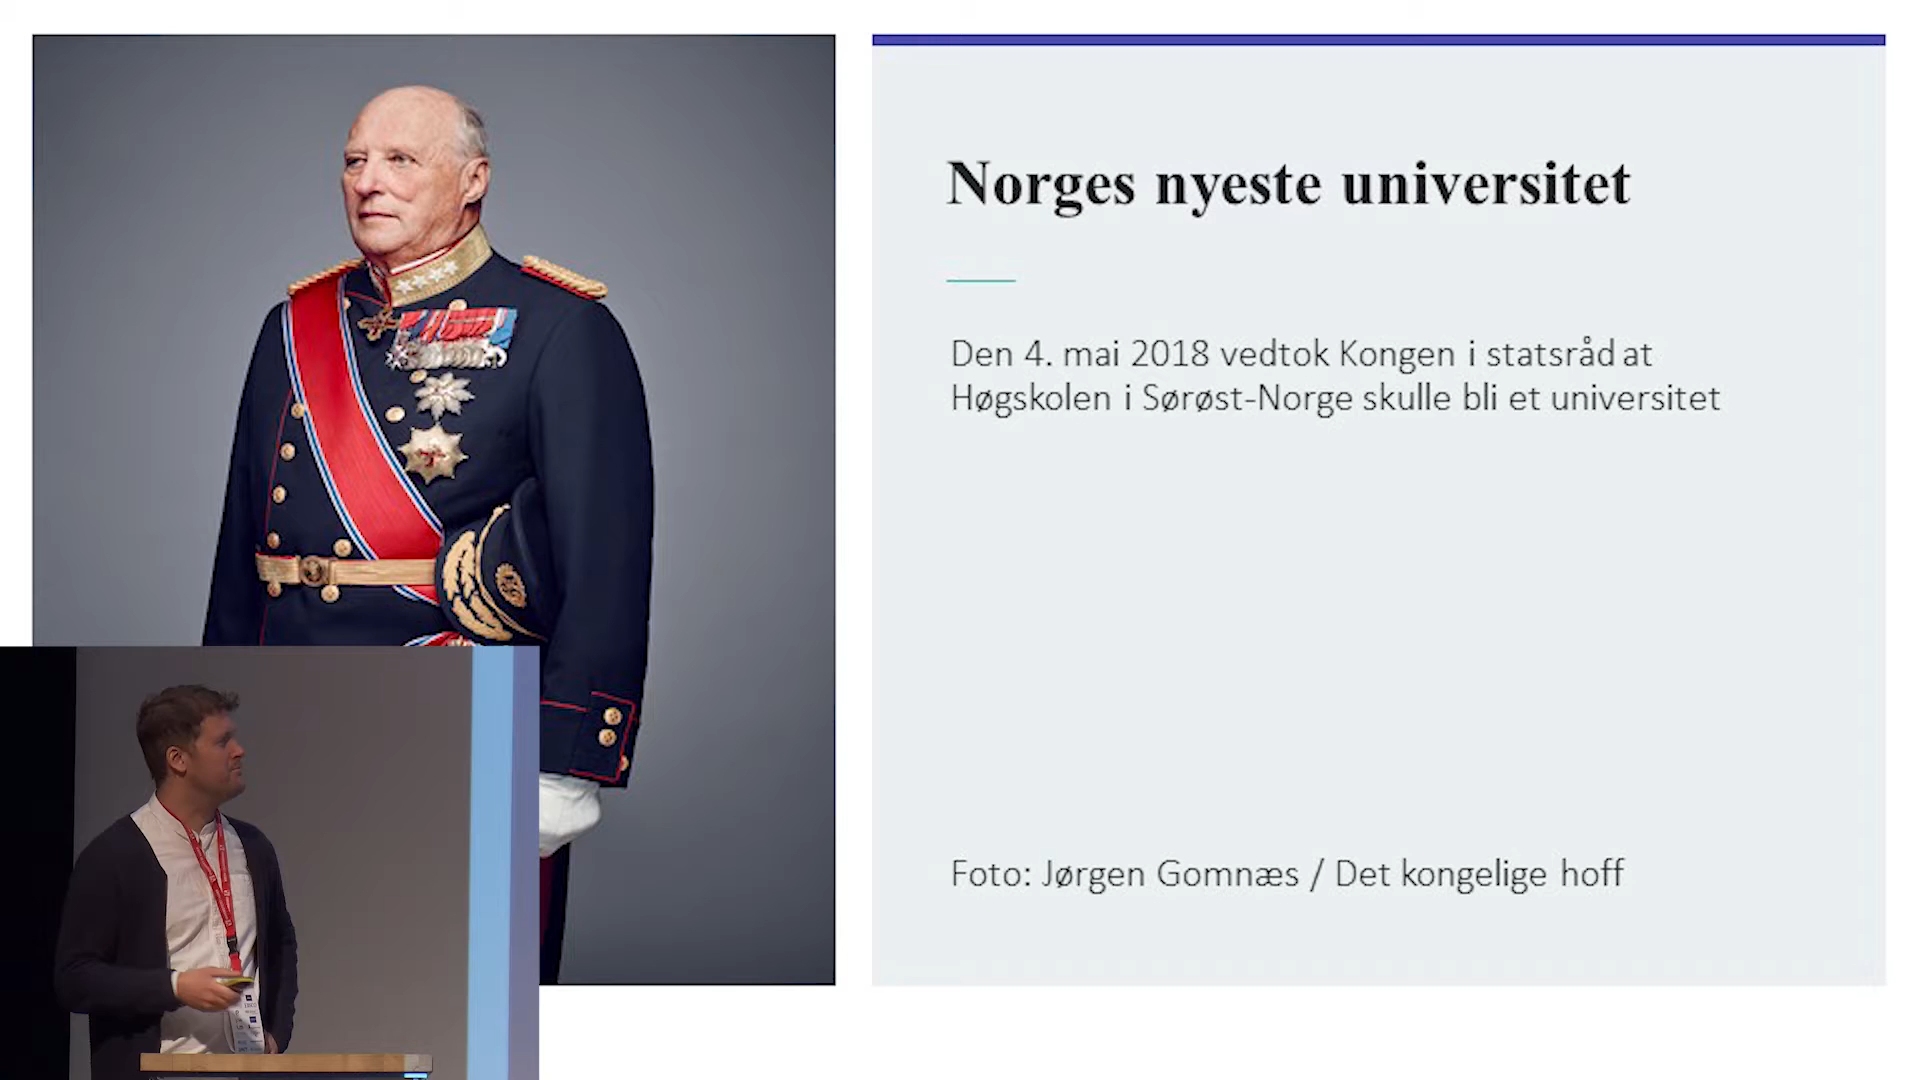 Norges nyeste universitet
Den 4. mai 2018 vedtok Kongen i statsråd at
Høgskolen i Sørøst-Norge skulle bli et universitet
Foto: Jørgen Gomnæs / Det kongelige hoff